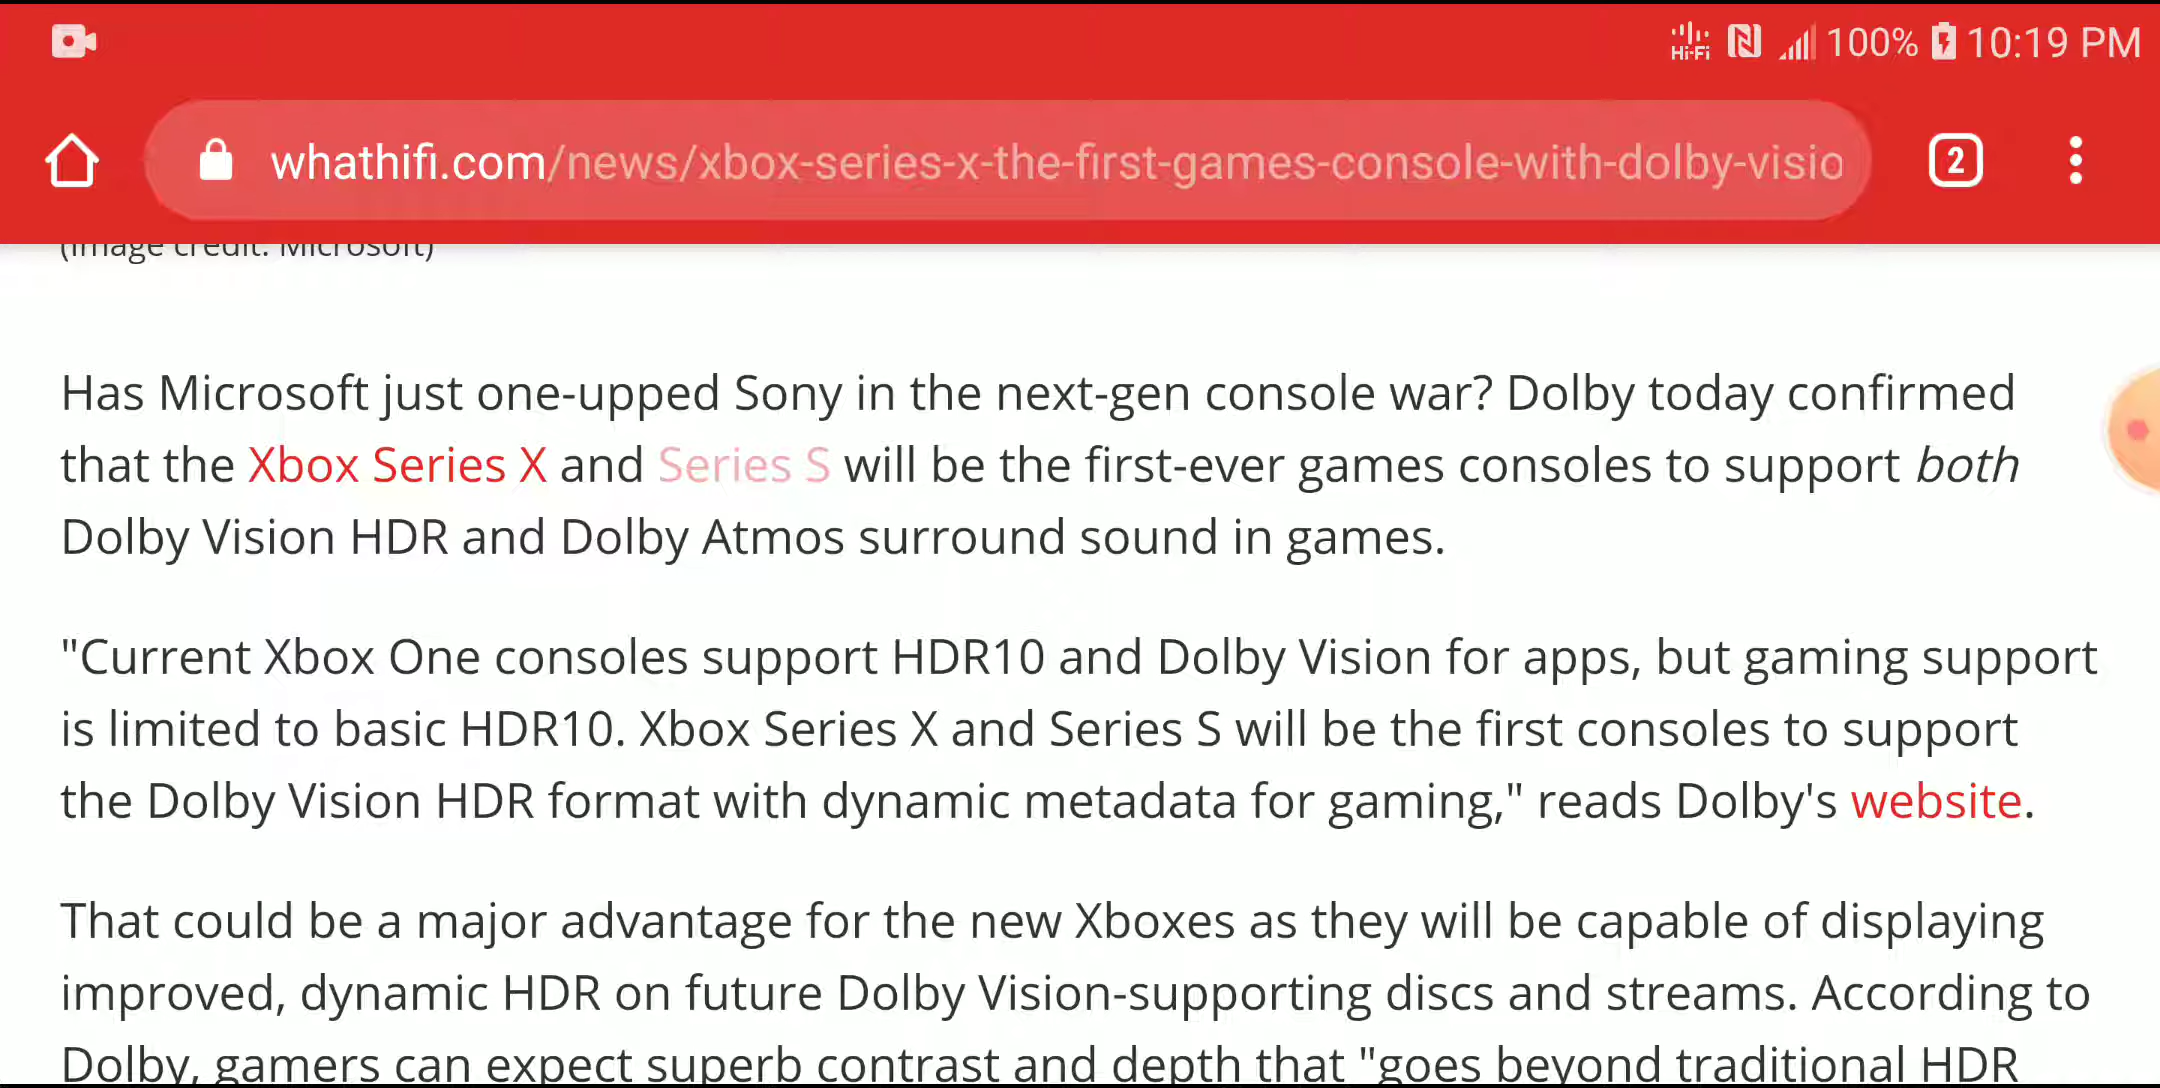 Hi-Fi 100% 10:19 PM
whathifi.com/news/xbox-series-x-the-first-games-console-with-dolby-visio 2
(Image credit: Microsoft)
Has Microsoft just one-upped Sony in the next-gen console war? Dolby today confirmed
that the Xbox Series X and Series S will be the first-ever games consoles to support both
Dolby Vision HDR and Dolby Atmos surround sound in games.
"Current Xbox One consoles support HDR10 and Dolby Vision for apps, but gaming support
is limited to basic HDR10. Xbox Series X and Series S will be the first consoles to support
the Dolby Vision HDR format with dynamic metadata for gaming," reads Dolby's website.
That could be a major advantage for the new Xboxes as they will be capable of displaying
improved, dynamic HDR on future Dolby Vision-supporting discs and streams. According to
Dolby, gamers can expect superb contrast and depth that "goes beyond traditional HDR